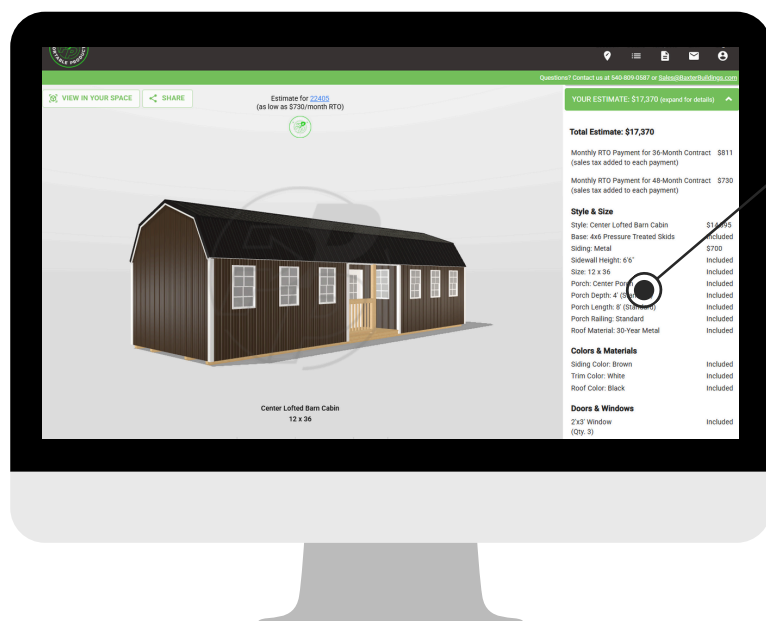 RTABLE PRODUC
Questions? Contact us at 540-809-0587 or Sales@BaxterBuildings.com
VIEW IN YOUR SPACE
SHARE
Estimate for 22405
(as low as $730/month RTO)
Center Lofted Barn Cabin
12 x 36
YOUR ESTIMATE: $17,370 (expand for details)
Total Estimate: $17,370
Monthly RTO Payment for 36-Month Contract $811
(sales tax added to each payment)
Monthly RTO Payment for 48-Month Contract $730
(sales tax added to each payment)
Style & Size
Style: Center Lofted Barn Cabin
Base: 4x6 Pressure Treated Skids Included
Siding: Metal $700
Sidewall Height: 6'6" Included
Size: 12 x 36 Included
Porch: Center Porch Included
Porch Depth: 4' (Standard) Included
Porch Length: 8' (Standard) Included
Porch Railing: Standard Included
Roof Material: 30-Year Metal Included
Colors & Materials
Siding Color: Brown Included
Trim Color: White Included
Roof Color: Black Included
Doors & Windows
2'x3' Window Included
(Qty. 3)